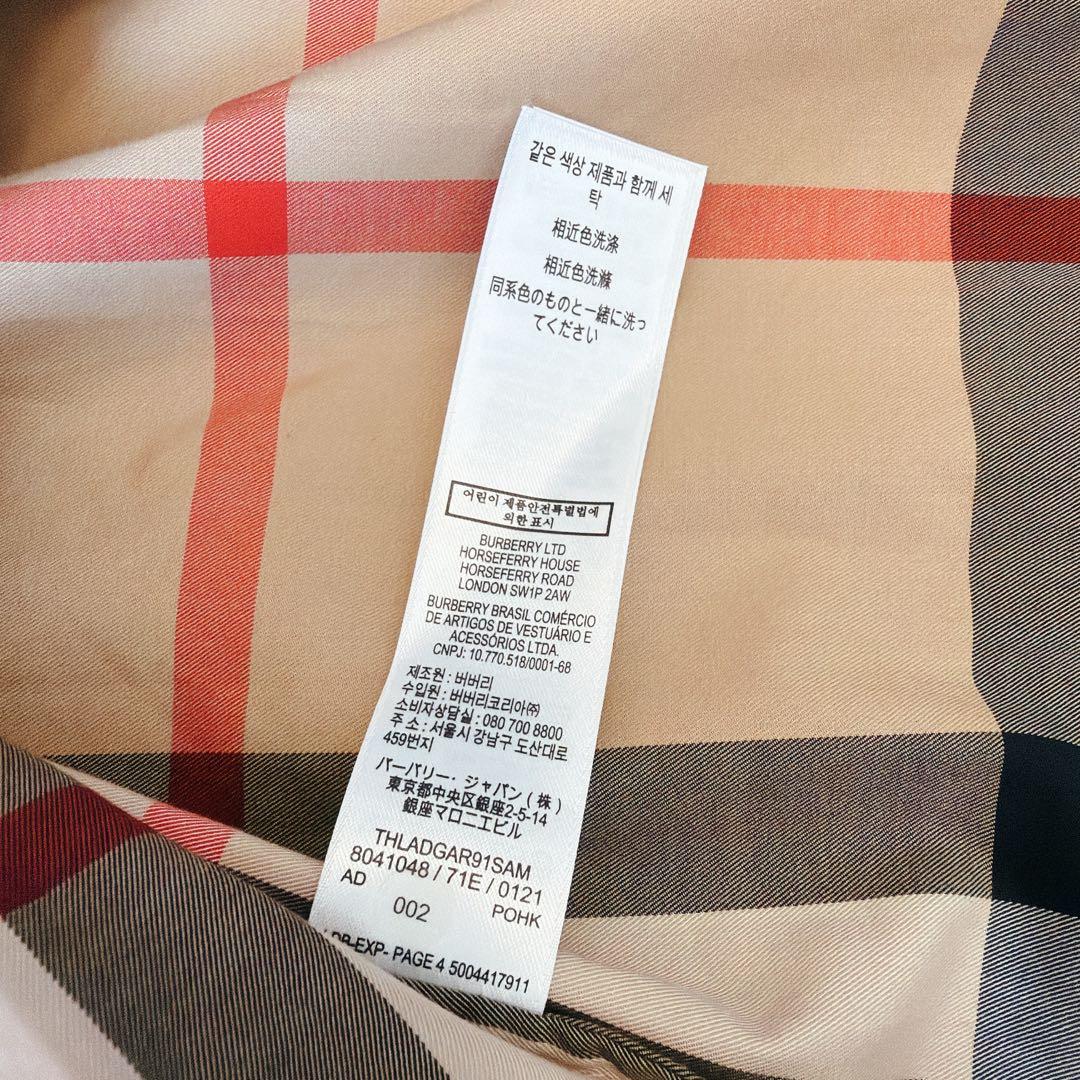 같은 색상 제품과 함께 세
탁
相近色洗涤
相近色洗滌
同系色のものと一緒に洗っ
てください
어린이 제품안전특별법에
의한 표시
BURBERRY LTD
HORSEFERRY HOUSE
HORSEFERRY ROAD
LONDON SW1P 2AW
BURBERRY BRASIL COMÉRCIO
DE ARTIGOS DE VESTUÁRIO E
ACESSÓRIOS LTDA.
CNPJ: 10.770.518/0001-68
제조원 : 버버리
수입원 : 버버리코리아㈜
소비자상담실 : 080 700 8800
주 소 : 서울시 강남구 도산대로
459번지
バーバリー・ジャパン ( 株 )
東京都中央区銀座2-5-14
銀座マロニエビル
THLADGAR91SAM
8041048 / 71E / 0121
AD
002
POHK
PAGE 4 5004417911